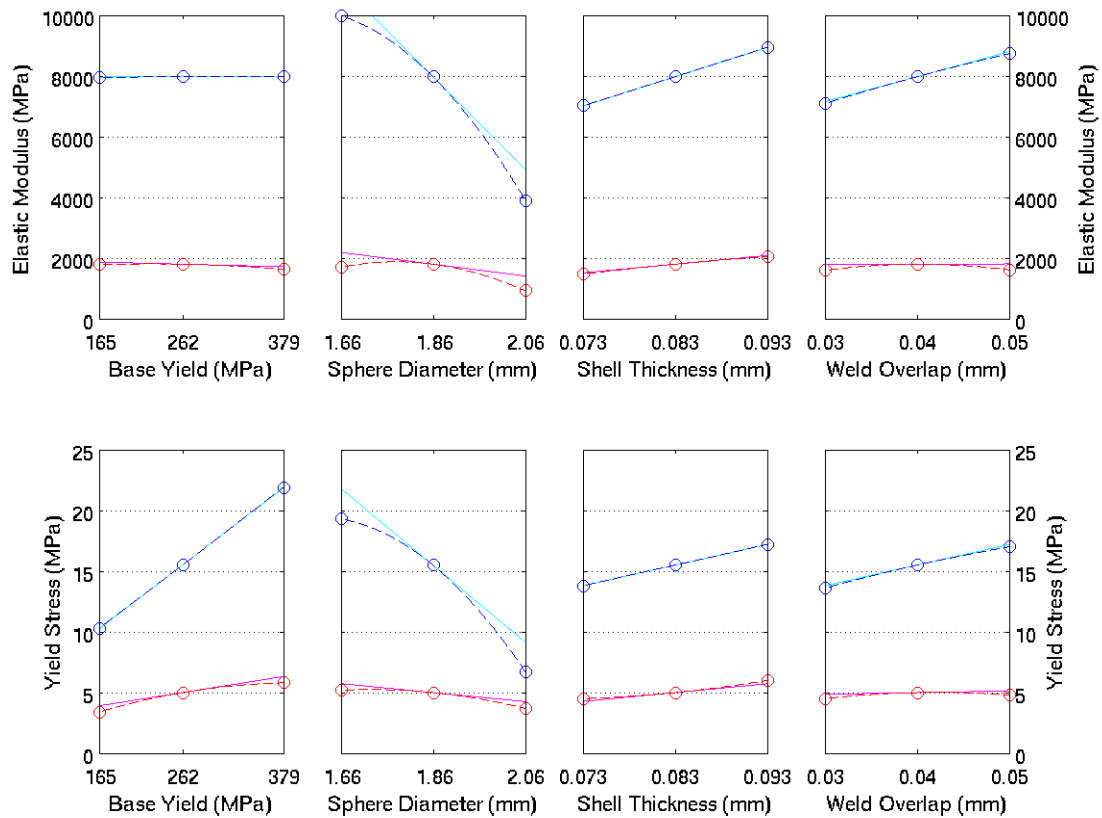 10000 10000
8000 8000
6000 6000
4000 4000
2000 2000
0 0
Elastic Modulus (MPa)
Elastic Modulus (MPa)
165 262 379 1.66 1.86 2.06 0.073 0.083 0.093 0.03 0.04 0.05
Base Yield (MPa) Sphere Diameter (mm) Shell Thickness (mm) Weld Overlap (mm)
25 25
20 20
15 15
10 10
5 5
0 0
Yield Stress (MPa)
Yield Stress (MPa)
165 262 379 1.66 1.86 2.06 0.073 0.083 0.093 0.03 0.04 0.05
Base Yield (MPa) Sphere Diameter (mm) Shell Thickness (mm) Weld Overlap (mm)